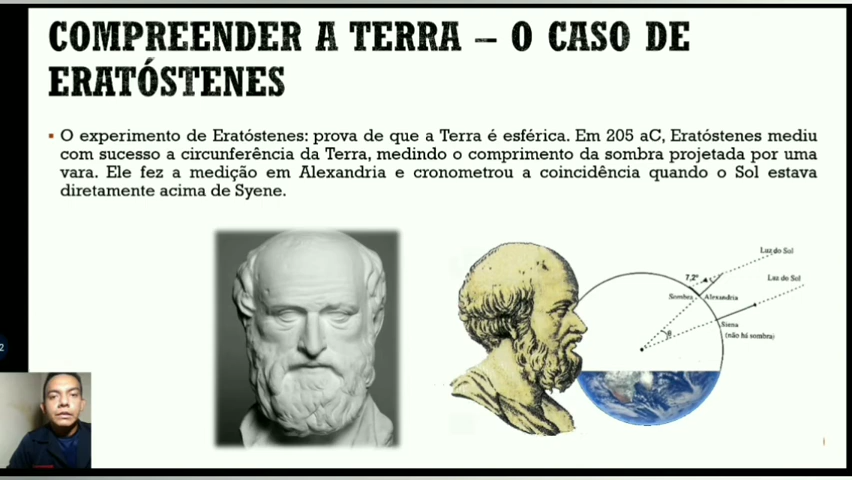 COMPREENDER A TERRA – O CASO DE
ERATÓSTENES
▪ O experimento de Eratóstenes: prova de que a Terra é esférica. Em 205 aC, Eratóstenes mediu
com sucesso a circunferência da Terra, medindo o comprimento da sombra projetada por uma
vara. Ele fez a medição em Alexandria e cronometrou a coincidência quando o Sol estava
diretamente acima de Syene.
Luz do Sol
7,2°
Luz do Sol
Sombra
Alexandria
Siena
(não há sombra)
θ
2